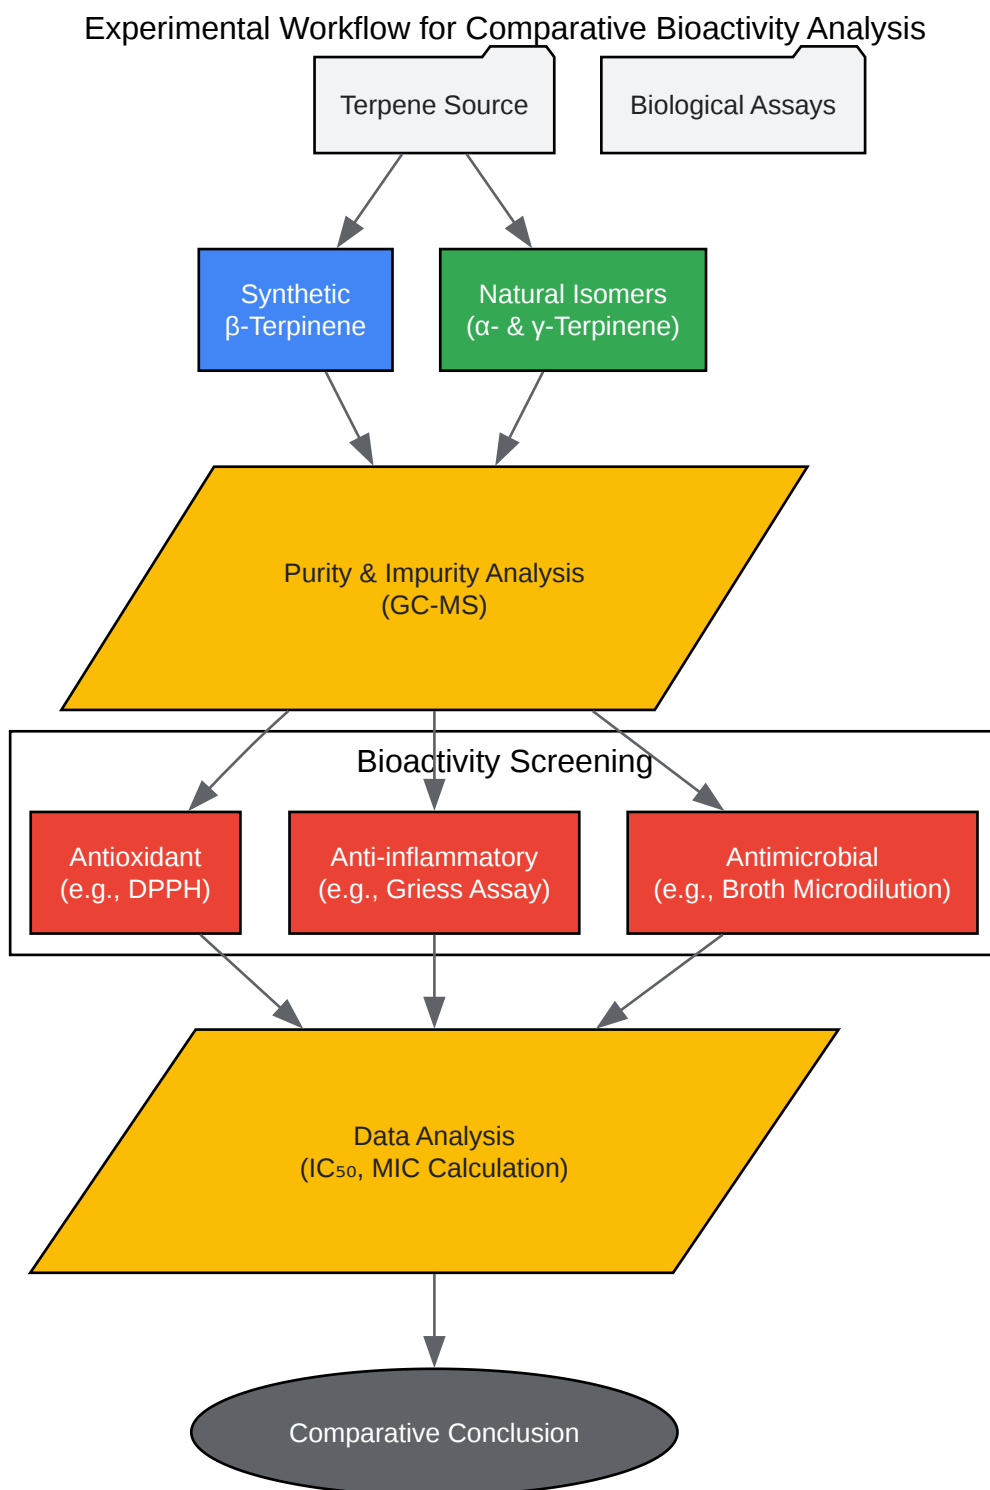 Experimental Workflow for Comparative Bioactivity Analysis
Terpene Source
Biological Assays
Synthetic
β-Terpinene
Natural Isomers
(α- & γ-Terpinene)
Purity & Impurity Analysis
(GC-MS)
Bioactivity Screening
Antioxidant
(e.g., DPPH)
Anti-inflammatory
(e.g., Griess Assay)
Antimicrobial
(e.g., Broth Microdilution)
Data Analysis
(IC₅₀, MIC Calculation)
Comparative Conclusion